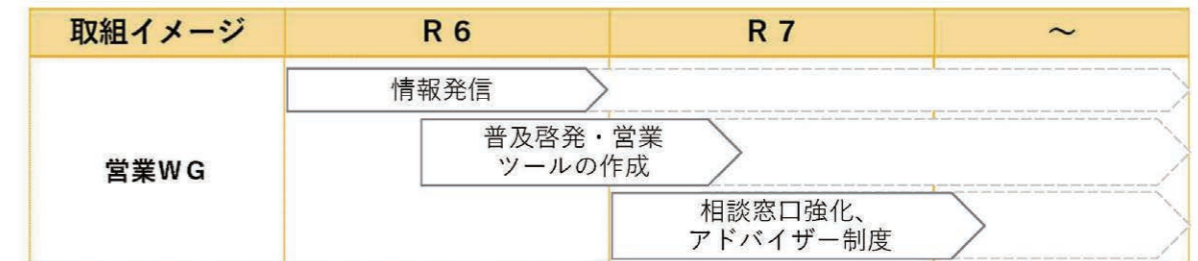 取組イメージ
R 6
R 7
～
営業WG
情報発信
普及啓発・営業
ツールの作成
相談窓口強化、
アドバイザー制度